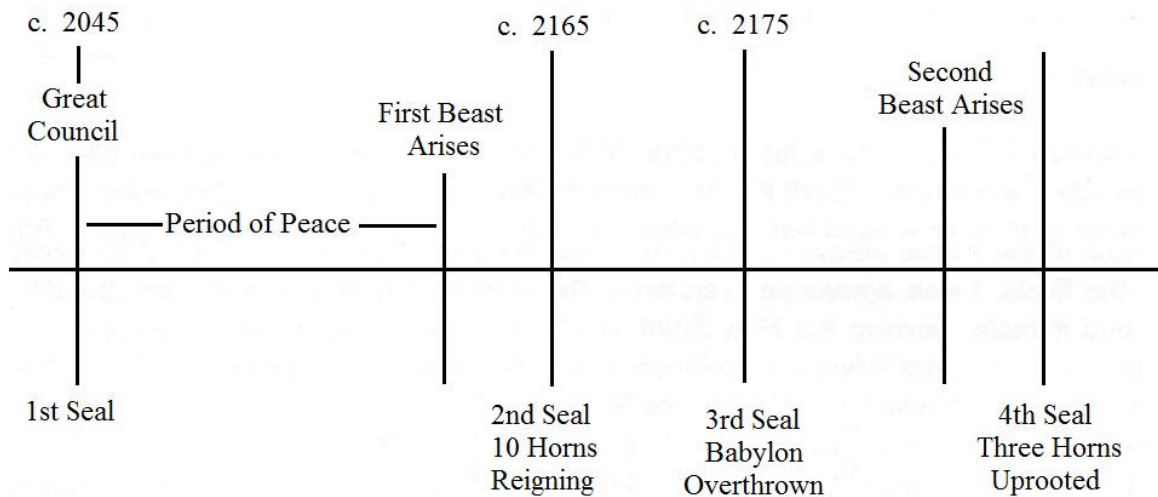 c. 2045
c. 2165
c. 2175
Great
Council
First Beast
Arises
Second
Beast Arises
Period of Peace
1st Seal
2nd Seal
10 Horns
Reigning
3rd Seal
Babylon
Overthrown
4th Seal
Three Horns
Uprooted